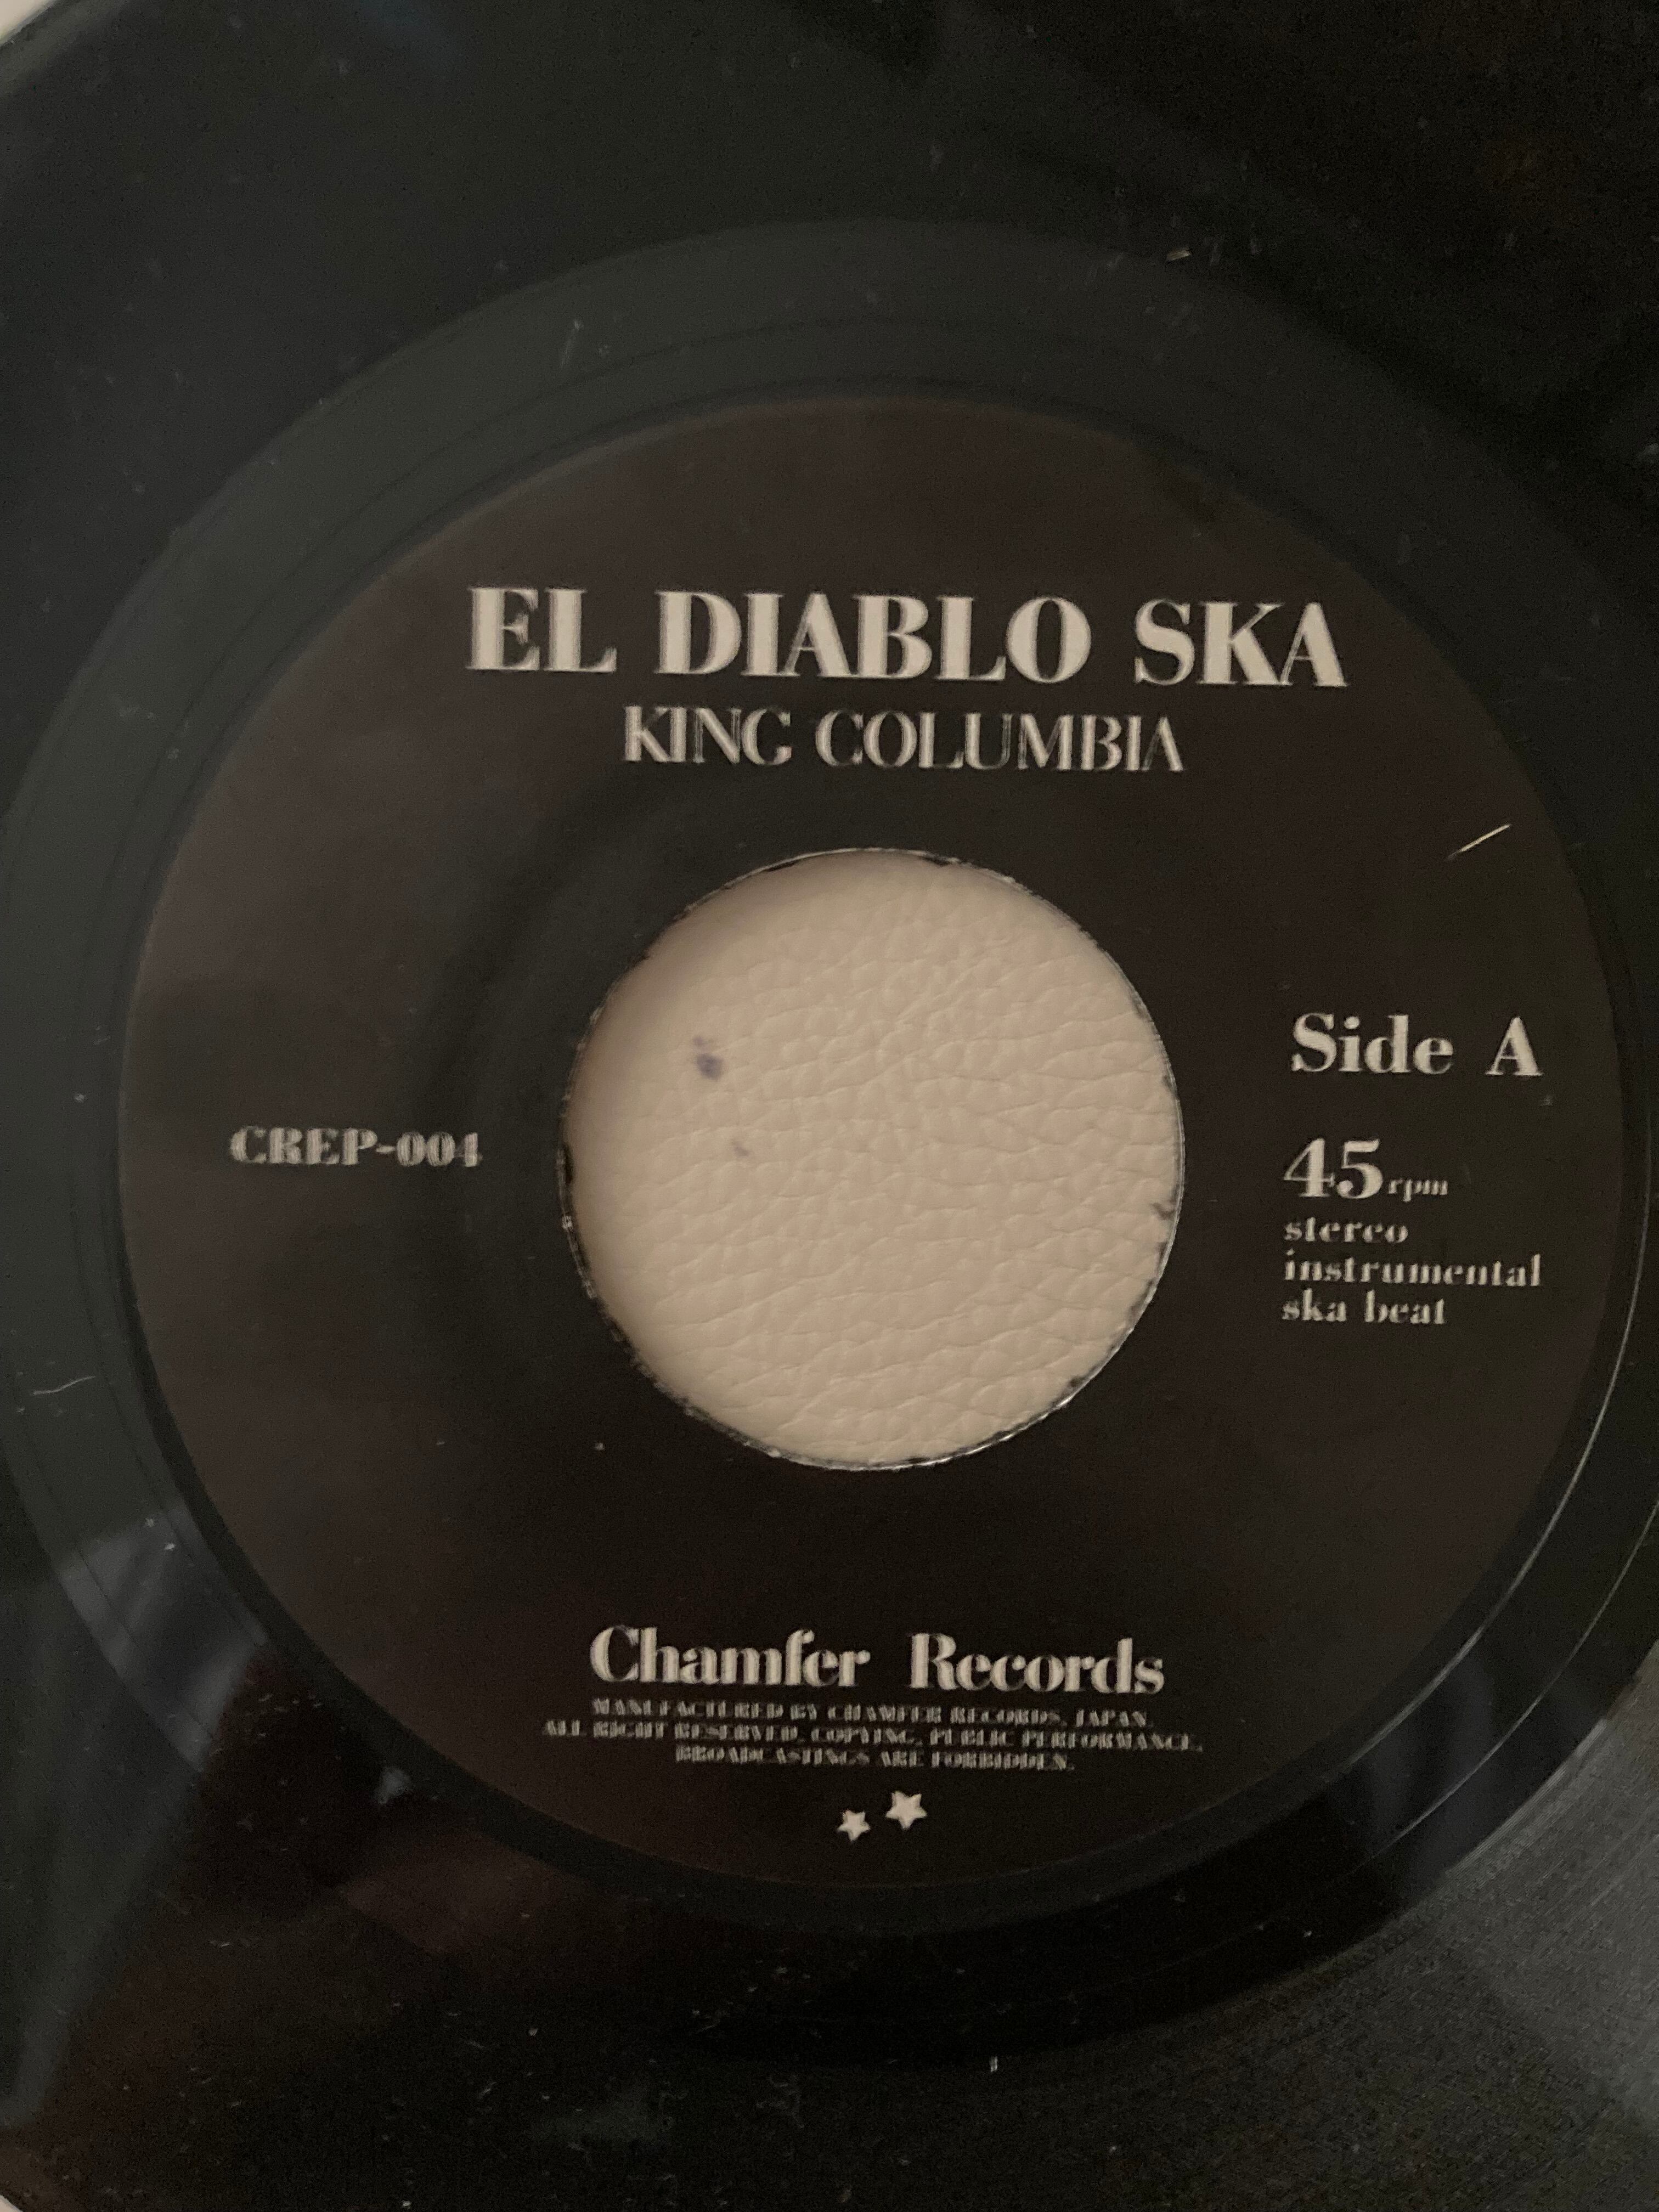 EL DIABLO SKA
KING COLUMBIA
Side A
CREP-004
45rpm
stereo
instrumental
ska beat
Chamfer Records
MANUFACTURED BY CHAMFER RECORDS, JAPAN.
ALL RIGHT RESERVED. COPYING, PUBLIC PERFORMANCE,
BROADCASTINGS ARE FORBIDDEN.